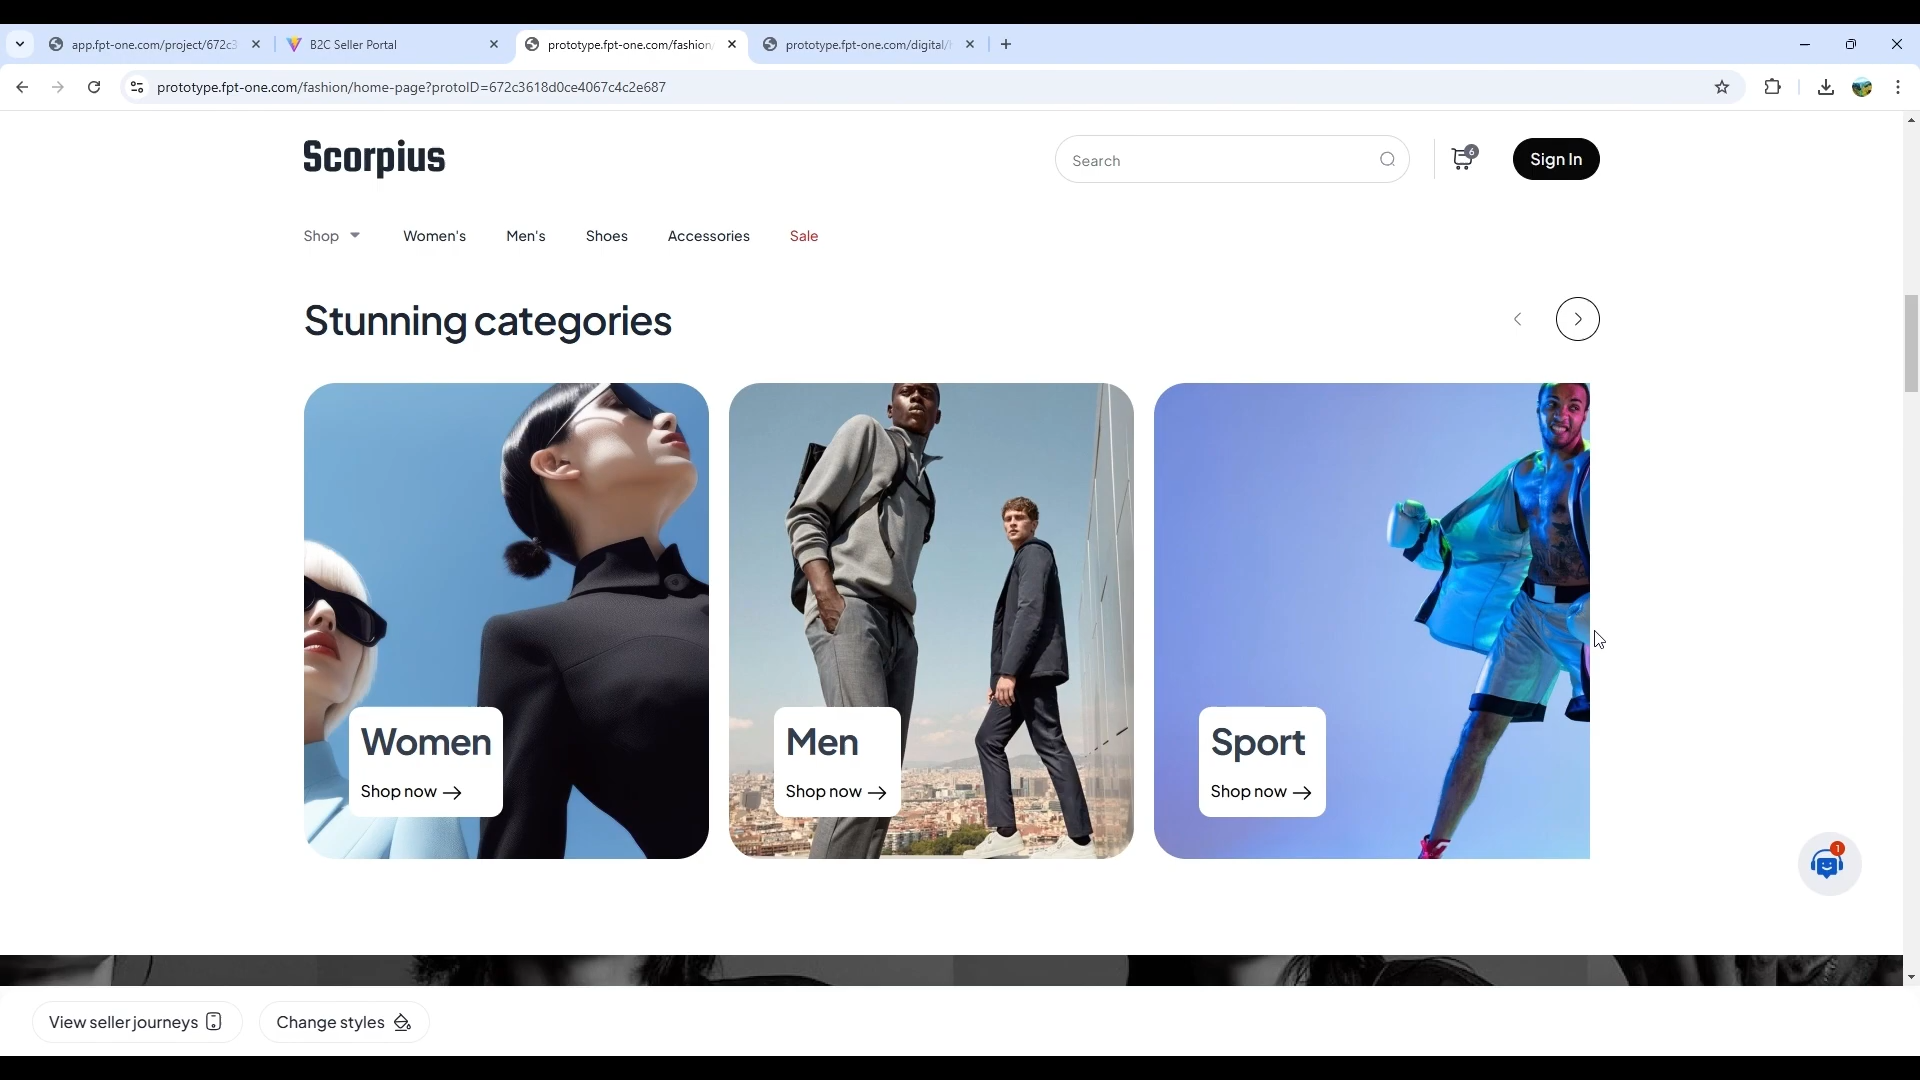 app.fpt-one.com/project/672c3
B2C Seller Portal
prototype.fpt-one.com/fashion/
prototype.fpt-one.com/digital/
prototype.fpt-one.com/fashion/home-page?protoID=672c3618d0ce4067c4c2e687
Scorpius
Search
6
Sign In
Shop
Women's
Men's
Shoes
Accessories
Sale
Stunning categories
Women
Shop now
Men
Shop now
Sport
Shop now
1
View seller journeys
Change styles